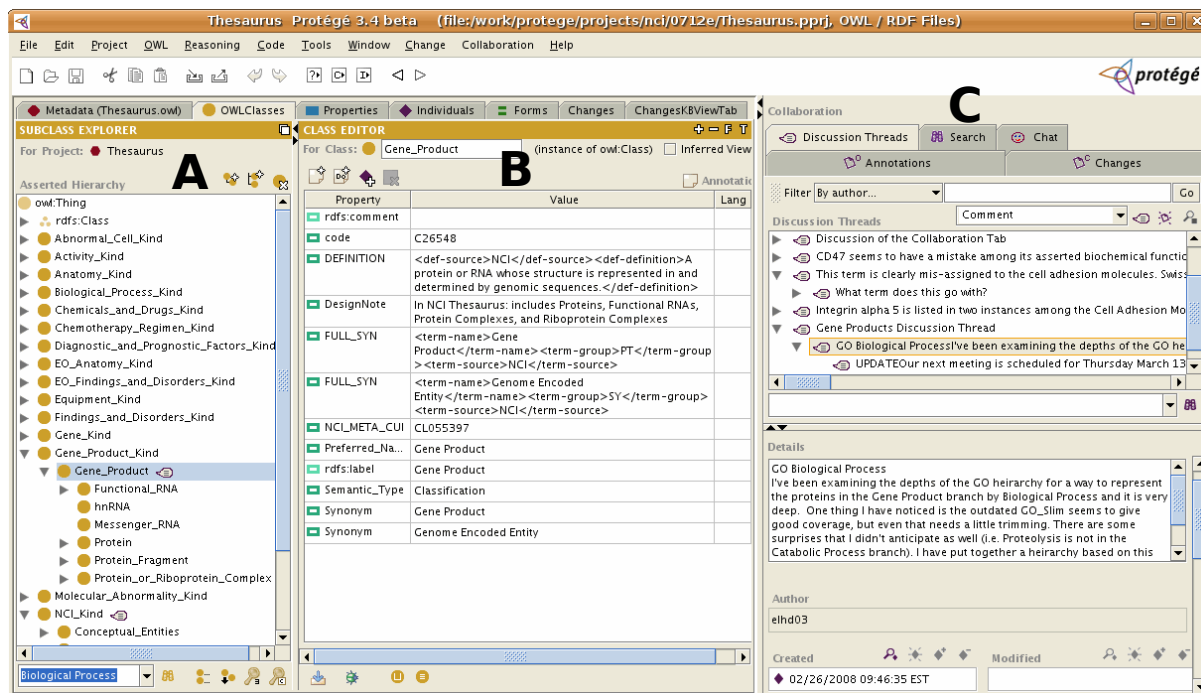 Thesaurus Protégé 3.4 beta (file:/work/protege/projects/nci/0712e/Thesaurus.pprj, OWL / RDF Files)
File Edit Project OWL Reasoning Code Tools Window Change Collaboration Help
protégé
Metadata (Thesaurus.owl) OWLClasses Properties Individuals Forms Changes ChangesKBViewTab
SUBCLASS EXPLORER
For Project: Thesaurus
A
Asserted Hierarchy
owl:Thing
rdfs:Class
Abnormal_Cell_Kind
Activity_Kind
Anatomy_Kind
Biological_Process_Kind
Chemicals_and_Drugs_Kind
Chemotherapy_Regimen_Kind
Diagnostic_and_Prognostic_Factors_Kind
EO_Anatomy_Kind
EO_Findings_and_Disorders_Kind
Equipment_Kind
Findings_and_Disorders_Kind
Gene_Kind
Gene_Product_Kind
Gene_Product
Functional_RNA
hnRNA
Messenger_RNA
Protein
Protein_Fragment
Protein_or_Riboprotein_Complex
Molecular_Abnormality_Kind
NCI_Kind
Conceptual_Entities
Biological Process
CLASS EDITOR
F T
For Class: Gene_Product (instance of owl:Class) Inferred View
B
Annotatic
Property Value Lang
rdfs:comment
code C26548
DEFINITION <def-source>NCI</def-source><def-definition>A
protein or RNA whose structure is represented in and
determined by genomic sequences.</def-definition>
DesignNote In NCI Thesaurus: includes Proteins, Functional RNAs,
Protein Complexes, and Riboprotein Complexes
FULL_SYN <term-name>Gene
Product</term-name><term-group>PT</term-group
><term-source>NCI</term-source>
FULL_SYN <term-name>Genome Encoded
Entity</term-name><term-group>SY</term-group>
<term-source>NCI</term-source>
NCI_META_CUI CL055397
Preferred_Na... Gene Product
rdfs:label Gene Product
Semantic_Type Classification
Synonym Gene Product
Synonym Genome Encoded Entity
Collaboration
C
Discussion Threads Search Chat
Annotations Changes
Filter By author... Go
Discussion Threads Comment
Discussion of the Collaboration Tab
CD47 seems to have a mistake among its asserted biochemical functic
This term is clearly mis-assigned to the cell adhesion molecules. Swiss
What term does this go with?
Integrin alpha 5 is listed in two instances among the Cell Adhesion Mo
Gene Products Discussion Thread
GO Biological ProcessI've been examining the depths of the GO he
UPDATEOur next meeting is scheduled for Thursday March 13
Details
GO Biological Process
I've been examining the depths of the GO heirarchy for a way to represent
the proteins in the Gene Product branch by Biological Process and it is very
deep. One thing I have noticed is the outdated GO_Slim seems to give
good coverage, but even that needs a little trimming. There are some
surprises that I didn't anticipate as well (i.e. Proteolysis is not in the
Catabolic Process branch). I have put together a heirarchy based on this
Author
elhd03
Created Modified
02/26/2008 09:46:35 EST